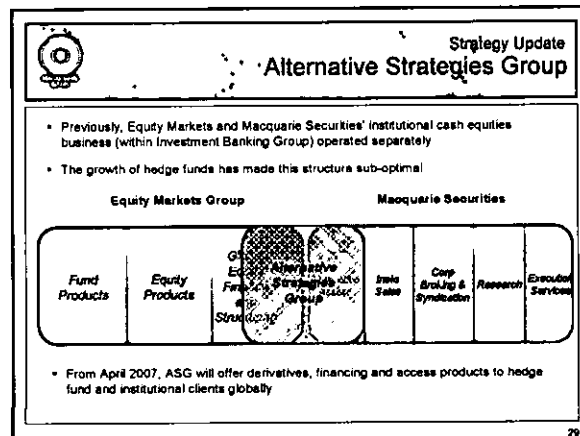 Strategy Update
Alternative Strategies Group
• Previously, Equity Markets and Macquarie Securities' institutional cash equities
business (within Investment Banking Group) operated separately
• The growth of hedge funds has made this structure sub-optimal
Equity Markets Group
Macquarie Securities
Fund
Products
Equity
Products
Alternative
Strategies
Group
Insto
Sales
Corp
Broking &
Syndication
Research
Execution
Services
• From April 2007, ASG will offer derivatives, financing and access products to hedge
fund and institutional clients globally
29